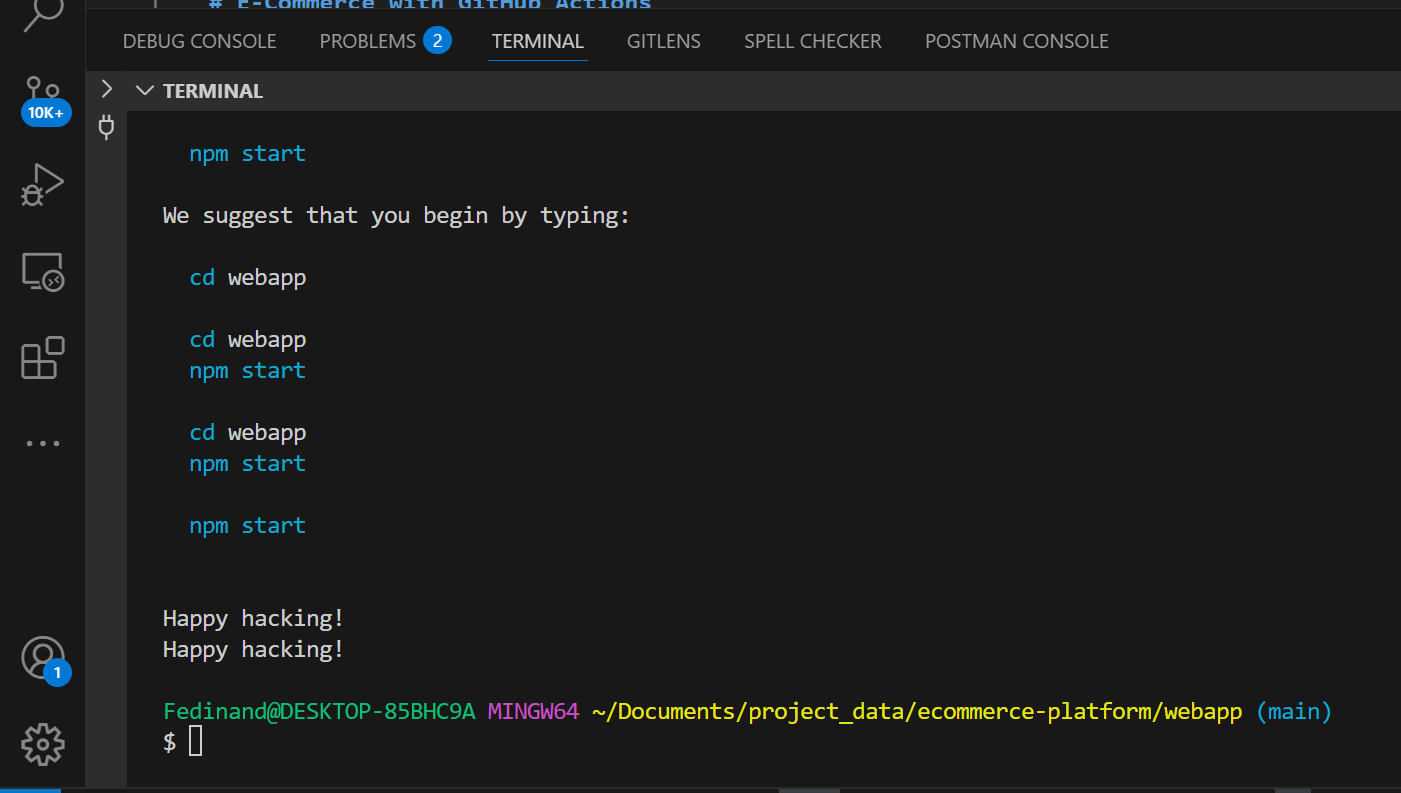 # E-Commerce with GitHub Actions
DEBUG CONSOLE PROBLEMS 2 TERMINAL GITLENS SPELL CHECKER POSTMAN CONSOLE
TERMINAL
10K+
npm start
We suggest that you begin by typing:
cd webapp
cd webapp
npm start
cd webapp
npm start
npm start
Happy hacking!
Happy hacking!
1
Fedinand@DESKTOP-85BHC9A MINGW64 ~/Documents/project_data/ecommerce-platform/webapp (main)
$